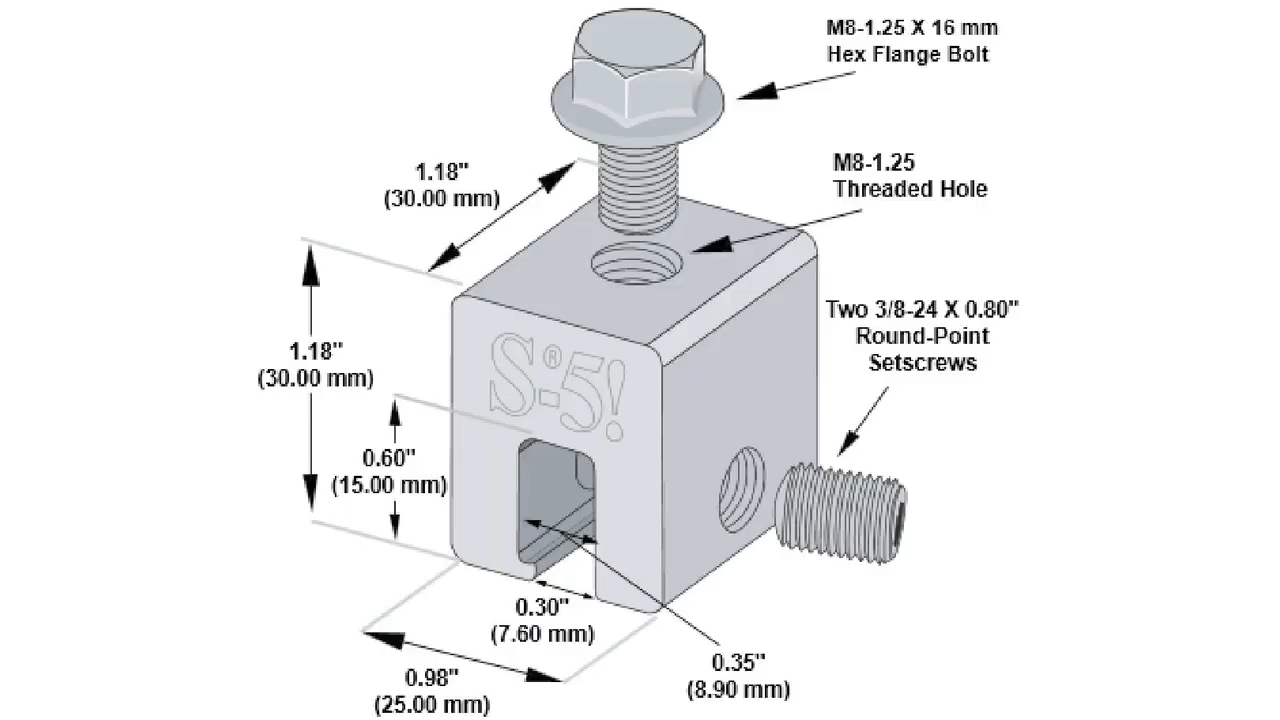 M8-1.25 X 16 mm
Hex Flange Bolt
M8-1.25
Threaded Hole
1.18"
(30.00 mm)
1.18"
(30.00 mm)
Two 3/8-24 X 0.80"
Round-Point
Setscrews
S®-5!
0.60"
(15.00 mm)
0.30"
(7.60 mm)
0.35"
(8.90 mm)
0.98"
(25.00 mm)